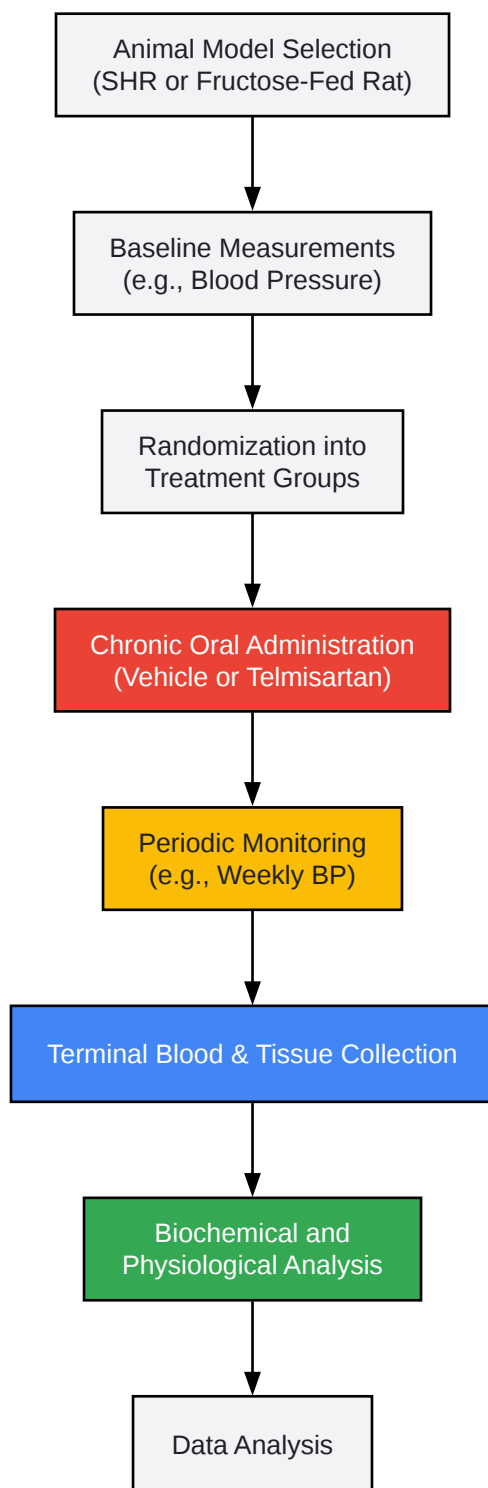 Animal Model Selection
(SHR or Fructose-Fed Rat)
Baseline Measurements
(e.g., Blood Pressure)
Randomization into
Treatment Groups
Chronic Oral Administration
(Vehicle or Telmisartan)
Periodic Monitoring
(e.g., Weekly BP)
Terminal Blood & Tissue Collection
Biochemical and
Physiological Analysis
Data Analysis